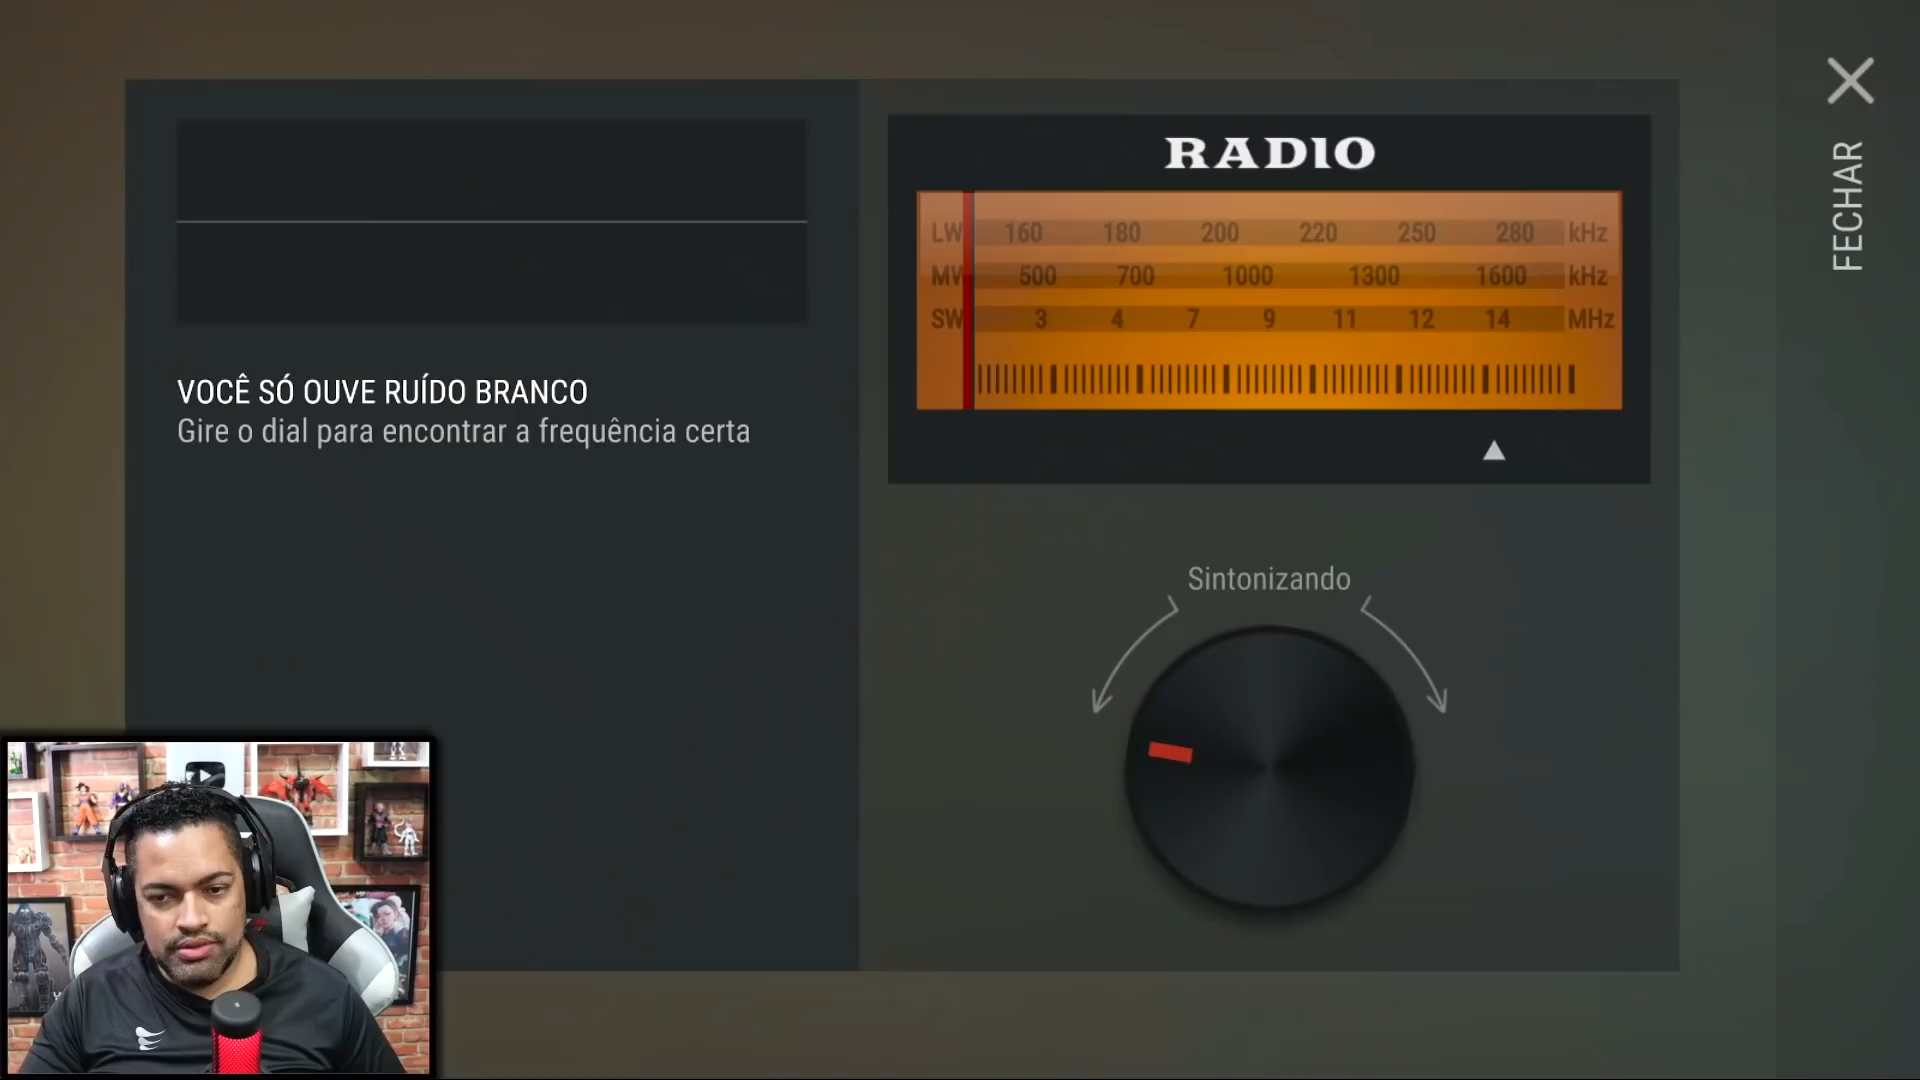 RADIO
LW 160 180 200 220 250 280 kHz
MW 500 700 1000 1300 1600 kHz
SW 3 4 7 9 11 12 14 MHz
VOCÊ SÓ OUVE RUÍDO BRANCO
Gire o dial para encontrar a frequência certa
Sintonizando
FECHAR